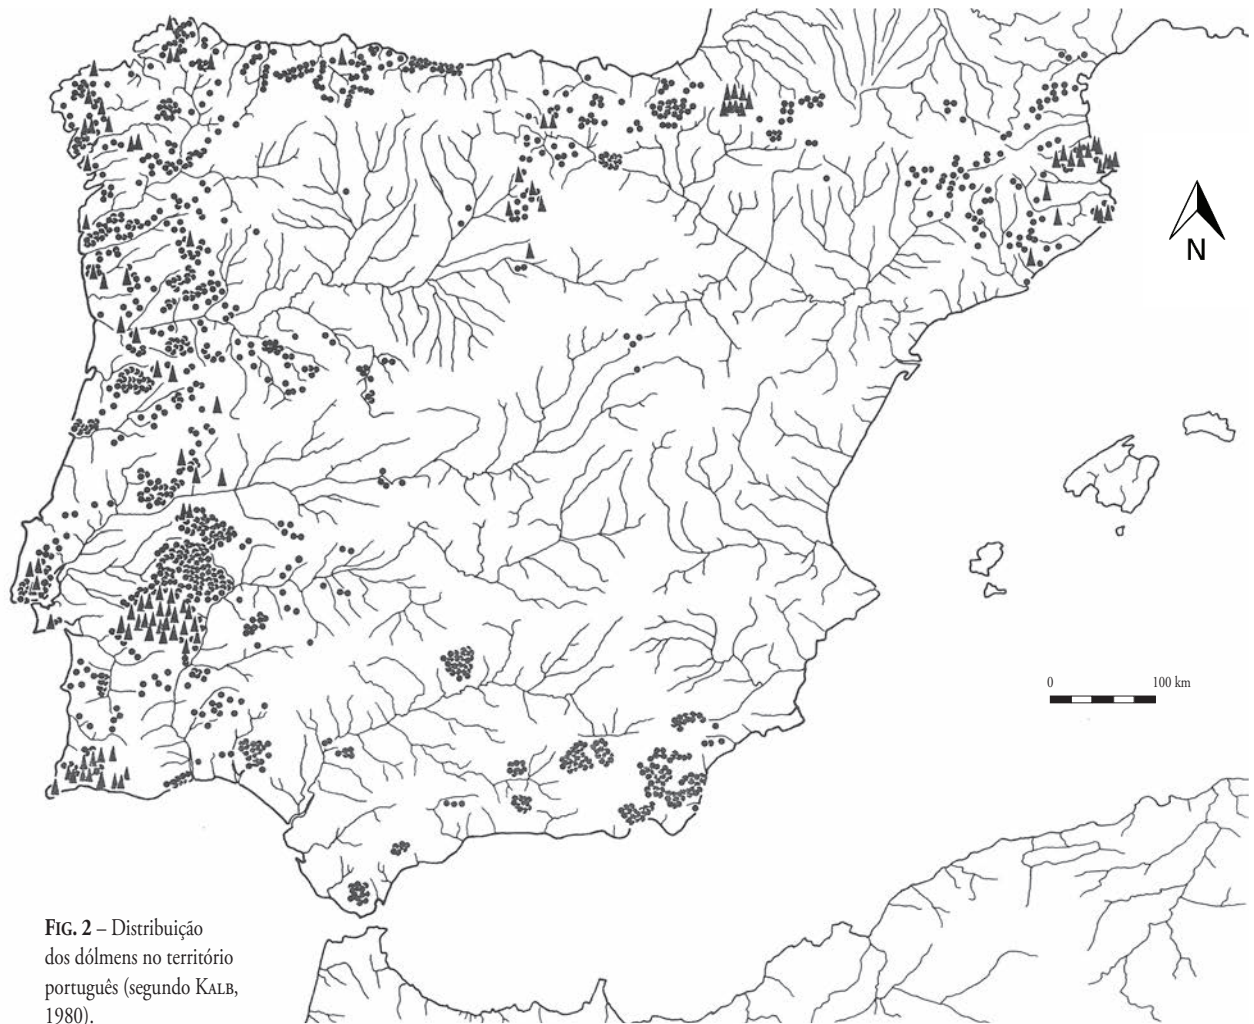 N
0 100 km
FIG. 2 – Distribuição
dos dólmens no território
português (segundo KALB,
1980).